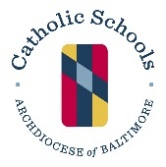 Catholic Schools
ARCHDIOCESE of BALTIMORE